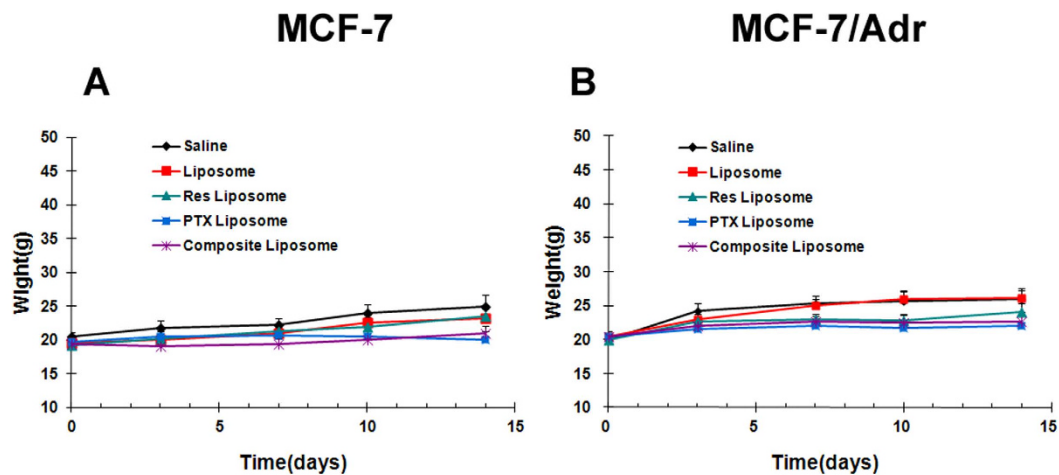 MCF-7
MCF-7/Adr
A
B
50
45
40
35
30
25
20
15
10
WIght(g)
Saline
Liposome
Res Liposome
PTX Liposome
Composite Liposome
0
5
10
15
Time(days)
50
45
40
35
30
25
20
15
10
Weight(g)
Saline
Liposome
Res Liposome
PTX Liposome
Composite Liposome
0
5
10
15
Time(days)